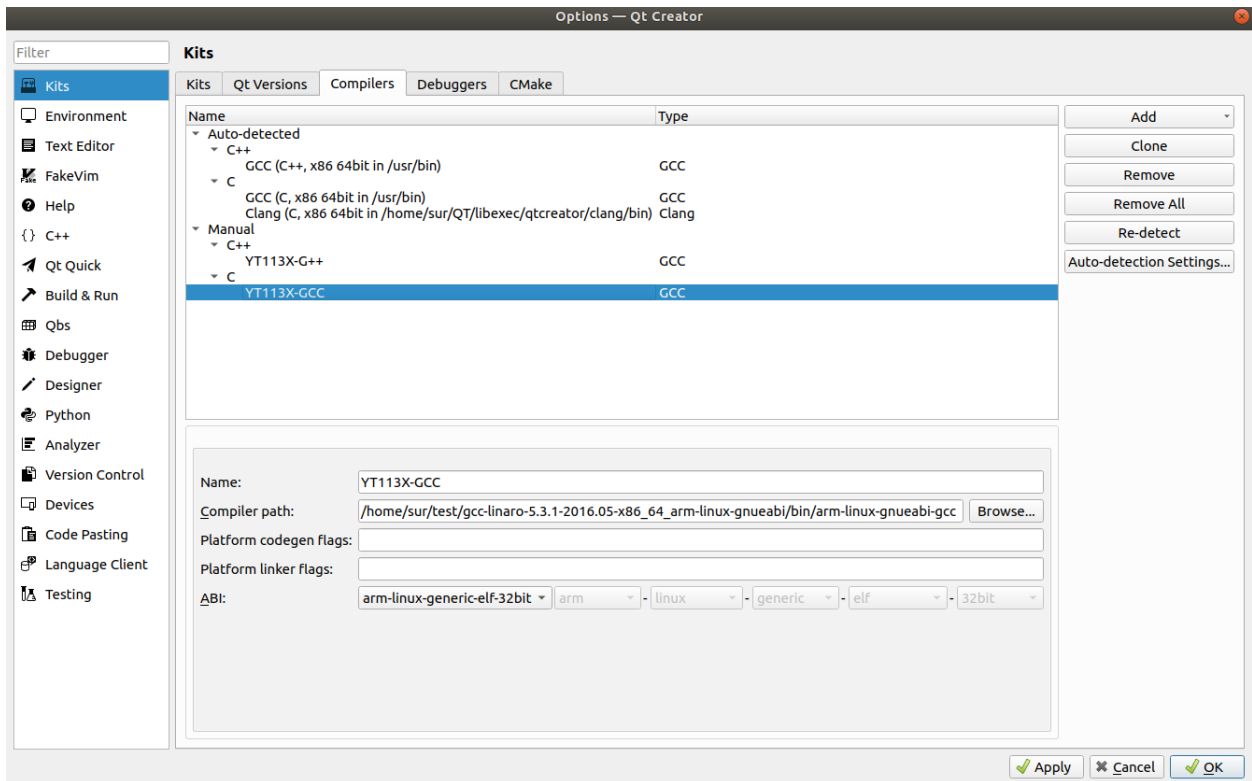 Options — Qt Creator
Filter
Kits
Kits
Environment
Text Editor
FakeVim
Help
{} C++
Qt Quick
Build & Run
Qbs
Debugger
Designer
Python
Analyzer
Version Control
Devices
Code Pasting
Language Client
Testing
Kits Qt Versions Compilers Debuggers CMake
Name Type
Auto-detected
C++
GCC (C++, x86 64bit in /usr/bin) GCC
C
GCC (C, x86 64bit in /usr/bin) GCC
Clang (C, x86 64bit in /home/sur/QT/libexec/qtcreator/clang/bin) Clang
Manual
C++
YT113X-G++ GCC
C
YT113X-GCC GCC
Add
Clone
Remove
Remove All
Re-detect
Auto-detection Settings...
Name: YT113X-GCC
Compiler path: /home/sur/test/gcc-linaro-5.3.1-2016.05-x86_64_arm-linux-gnueabi/bin/arm-linux-gnueabi-gcc Browse...
Platform codegen flags:
Platform linker flags:
ABI: arm-linux-generic-elf-32bit arm - linux - generic - elf - 32bit
Apply Cancel OK